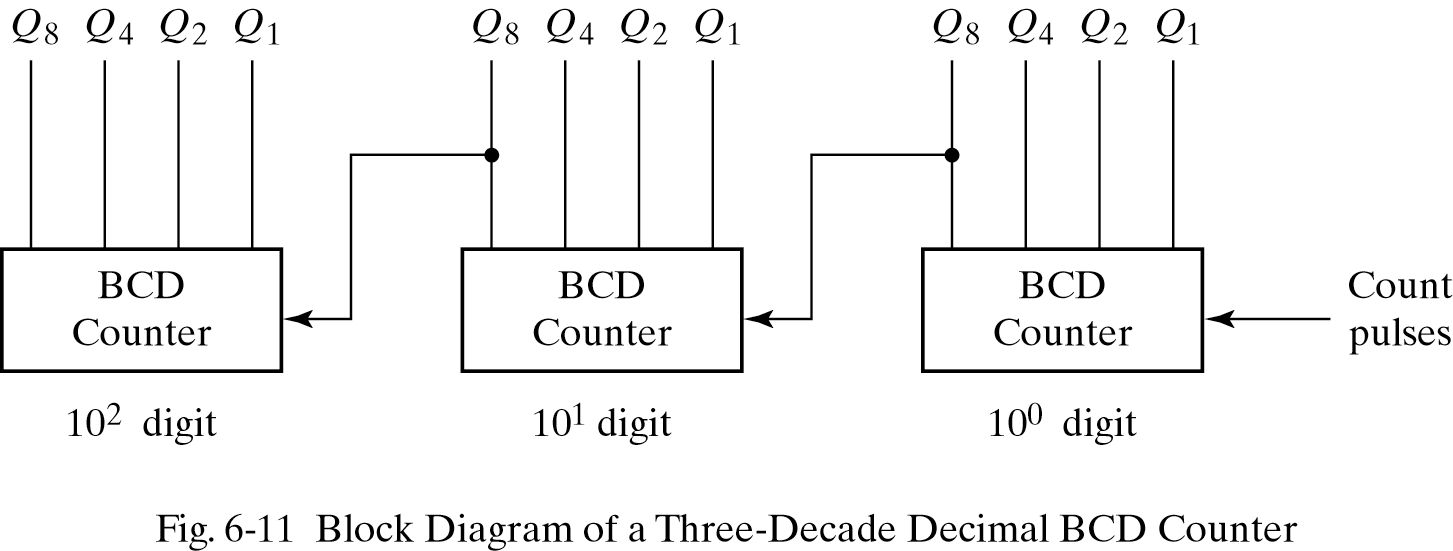 Q8 Q4 Q2 Q1 Q8 Q4 Q2 Q1 Q8 Q4 Q2 Q1
BCD
Counter
BCD
Counter
BCD
Counter
Count
pulses
10² digit
10¹ digit
10⁰ digit
Fig. 6-11 Block Diagram of a Three-Decade Decimal BCD Counter